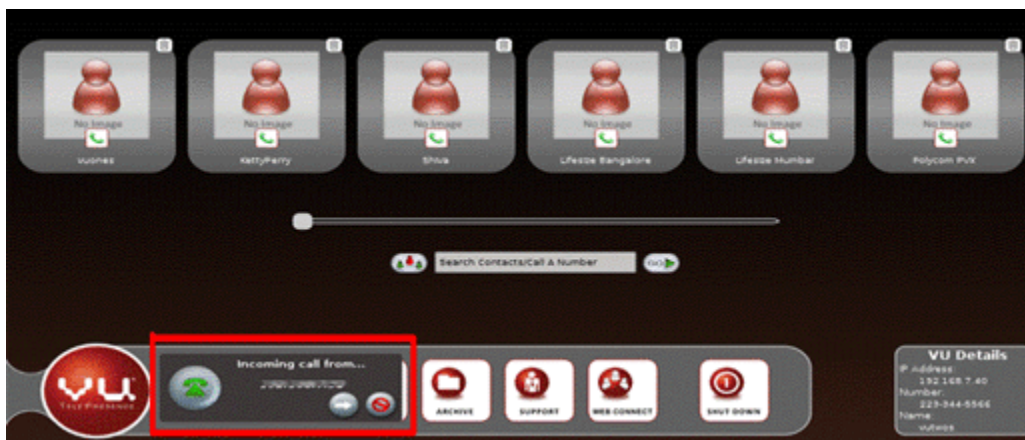 No Image
No Image
No Image
No Image
No Image
No Image
vuones
KettyPerry
Shiva
Lifesize Bangalore
Lifesize Mumbai
Polycom PVX
Search Contacts/Call A Number
GO
VU
TELEPRESENCE
Incoming call from...
ARCHIVE
SUPPORT
WEB CONNECT
SHUT DOWN
VU Details
IP Address:
192.168.7.40
Number:
223-344-5566
Name:
vutwos